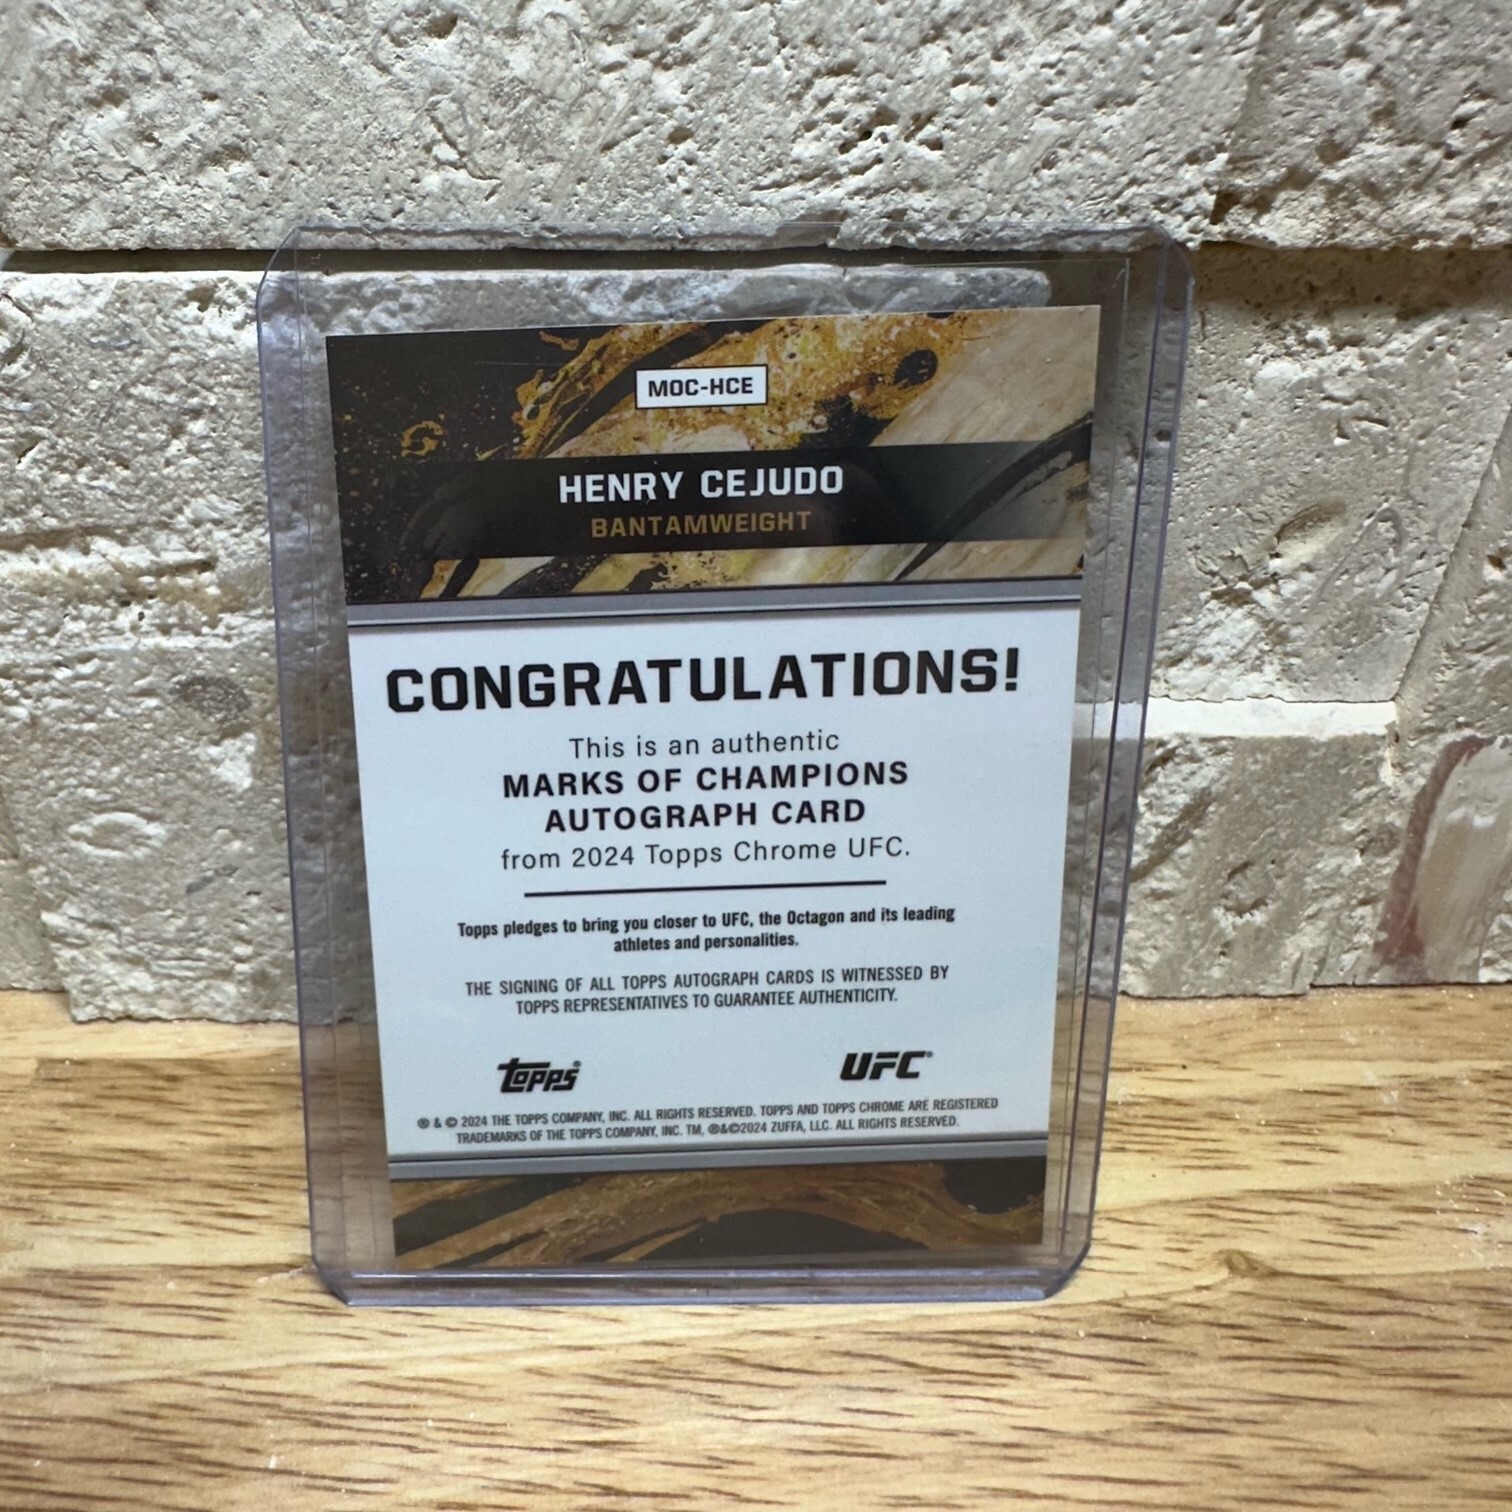 MOC-HCE
HENRY CEJUDO
BANTAMWEIGHT
CONGRATULATIONS!
This is an authentic
MARKS OF CHAMPIONS
AUTOGRAPH CARD
from 2024 Topps Chrome UFC.
Topps pledges to bring you closer to UFC, the Octagon and its leading
athletes and personalities.
THE SIGNING OF ALL TOPPS AUTOGRAPH CARDS IS WITNESSED BY
TOPPS REPRESENTATIVES TO GUARANTEE AUTHENTICITY.
topps® UFC®
® & © 2024 THE TOPPS COMPANY, INC. ALL RIGHTS RESERVED. TOPPS AND TOPPS CHROME ARE REGISTERED
TRADEMARKS OF THE TOPPS COMPANY, INC. TM, ®&©2024 ZUFFA, LLC. ALL RIGHTS RESERVED.